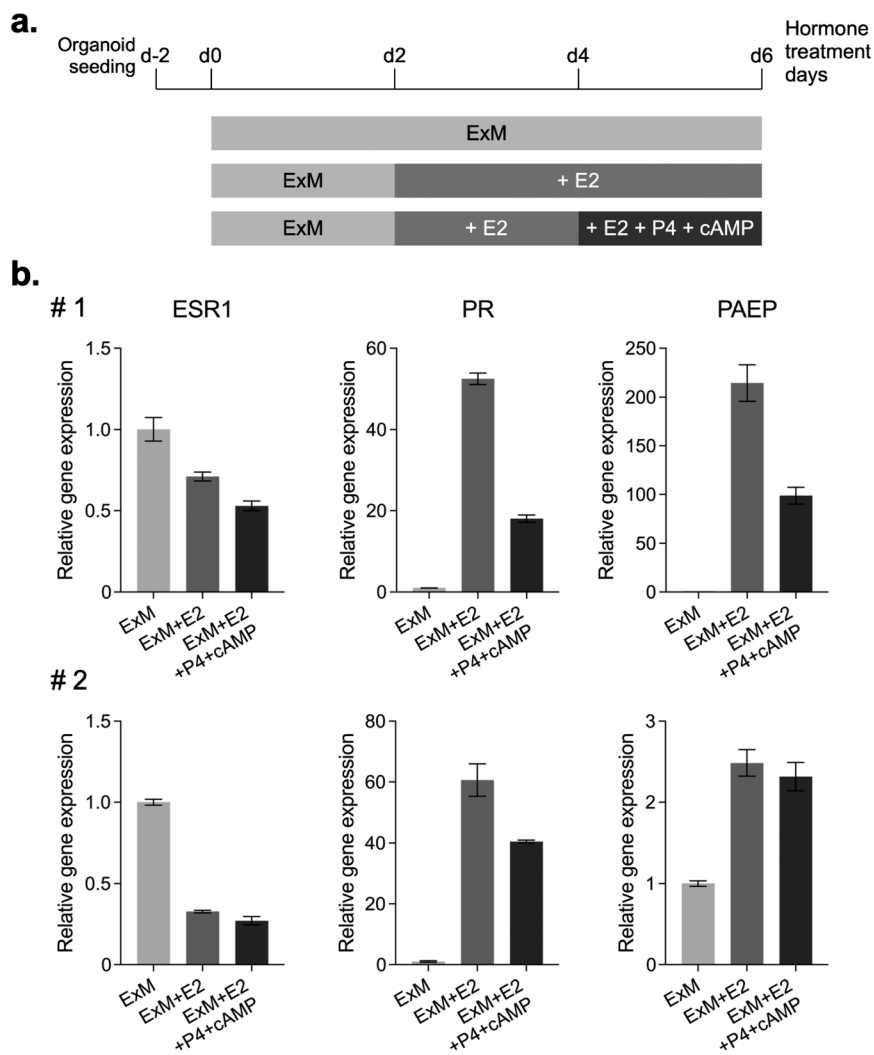 a.
Organoid
seeding
d-2 d0 d2 d4 d6
Hormone
treatment
days
ExM
ExM + E2
ExM + E2 + E2 + P4 + cAMP
b.
# 1
ESR1 PR PAEP
Relative gene expression
1.5
1.0
0.5
0
ExM
ExM+E2
ExM+E2
+P4+cAMP
Relative gene expression
60
40
20
0
ExM
ExM+E2
ExM+E2
+P4+cAMP
Relative gene expression
250
200
150
100
50
0
ExM
ExM+E2
ExM+E2
+P4+cAMP
# 2
Relative gene expression
1.5
1.0
0.5
0
ExM
ExM+E2
ExM+E2
+P4+cAMP
Relative gene expression
80
60
40
20
0
ExM
ExM+E2
ExM+E2
+P4+cAMP
Relative gene expression
3
2
1
0
ExM
ExM+E2
ExM+E2
+P4+cAMP